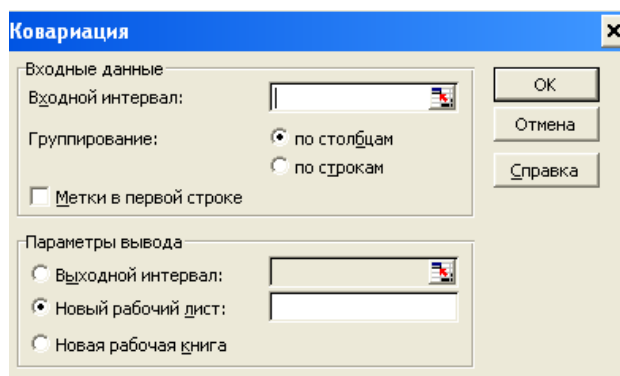 Ковариация
Входные данные
Входной интервал:
Группирование:
по столбцам
по строкам
Метки в первой строке
Параметры вывода
Выходной интервал:
Новый рабочий лист:
Новая рабочая книга
ОК
Отмена
Справка